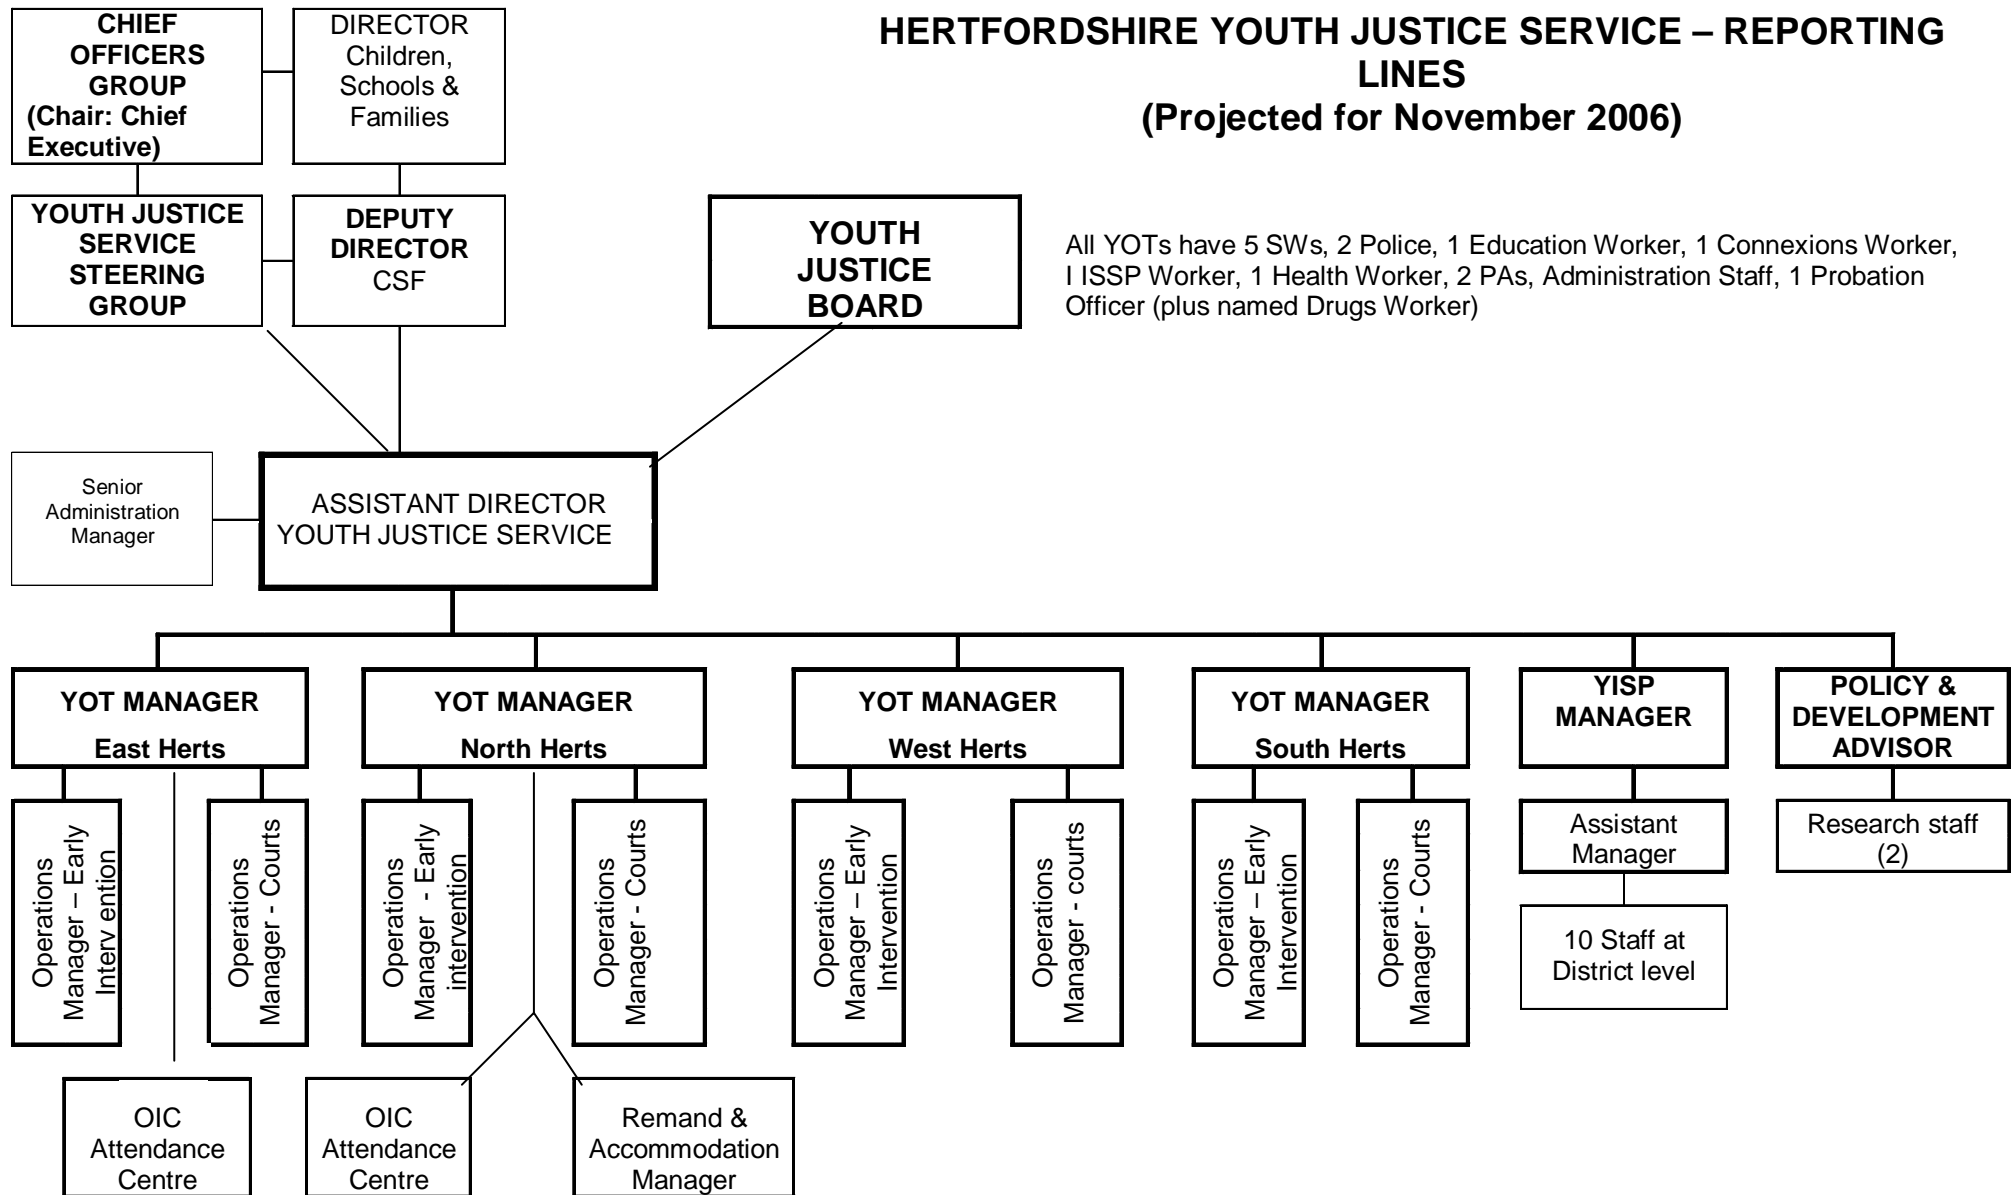 HERTFORDSHIRE YOUTH JUSTICE SERVICE – REPORTING
LINES
(Projected for November 2006)
CHIEF
OFFICERS
GROUP
(Chair: Chief
Executive)
DIRECTOR
Children,
Schools &
Families
YOUTH JUSTICE
SERVICE
STEERING
GROUP
DEPUTY
DIRECTOR
CSF
YOUTH
JUSTICE
BOARD
All YOTs have 5 SWs, 2 Police, 1 Education Worker, 1 Connexions Worker,
I ISSP Worker, 1 Health Worker, 2 PAs, Administration Staff, 1 Probation
Officer (plus named Drugs Worker)
Senior
Administration
Manager
ASSISTANT DIRECTOR
YOUTH JUSTICE SERVICE
YOT MANAGER
East Herts
YOT MANAGER
North Herts
YOT MANAGER
West Herts
YOT MANAGER
South Herts
YISP
MANAGER
POLICY &
DEVELOPMENT
ADVISOR
Operations
Manager – Early
Interv ention
Operations
Manager - Courts
Operations
Manager - Early
intervention
Operations
Manager - Courts
Operations
Manager – Early
Intervention
Operations
Manager - courts
Operations
Manager – Early
Intervention
Operations
Manager - Courts
Assistant
Manager
Research staff
(2)
10 Staff at
District level
OIC
Attendance
Centre
OIC
Attendance
Centre
Remand &
Accommodation
Manager